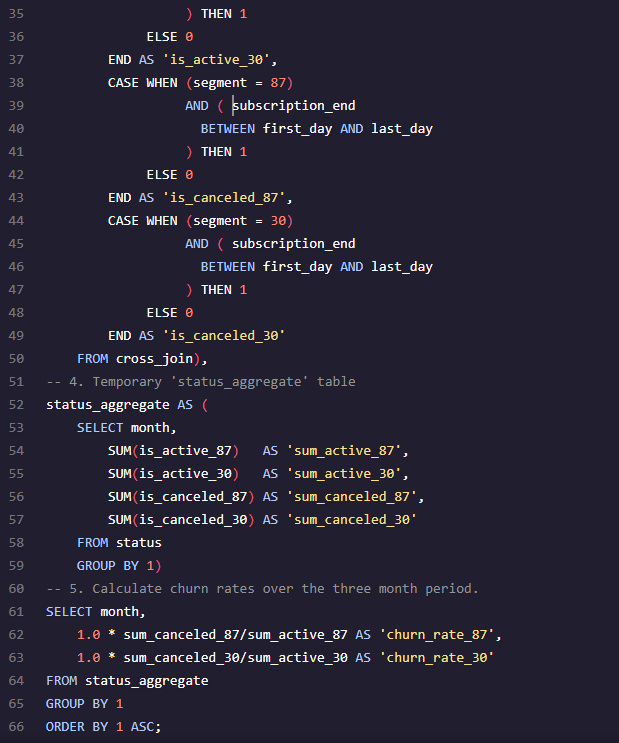 35 ) THEN 1
36 ELSE 0
37 END AS 'is_active_30',
38 CASE WHEN (segment = 87)
39 AND ( subscription_end
40 BETWEEN first_day AND last_day
41 ) THEN 1
42 ELSE 0
43 END AS 'is_canceled_87',
44 CASE WHEN (segment = 30)
45 AND ( subscription_end
46 BETWEEN first_day AND last_day
47 ) THEN 1
48 ELSE 0
49 END AS 'is_canceled_30'
50 FROM cross_join),
51 -- 4. Temporary 'status_aggregate' table
52 status_aggregate AS (
53 SELECT month,
54 SUM(is_active_87) AS 'sum_active_87',
55 SUM(is_active_30) AS 'sum_active_30',
56 SUM(is_canceled_87) AS 'sum_canceled_87',
57 SUM(is_canceled_30) AS 'sum_canceled_30'
58 FROM status
59 GROUP BY 1)
60 -- 5. Calculate churn rates over the three month period.
61 SELECT month,
62 1.0 * sum_canceled_87/sum_active_87 AS 'churn_rate_87',
63 1.0 * sum_canceled_30/sum_active_30 AS 'churn_rate_30'
64 FROM status_aggregate
65 GROUP BY 1
66 ORDER BY 1 ASC;